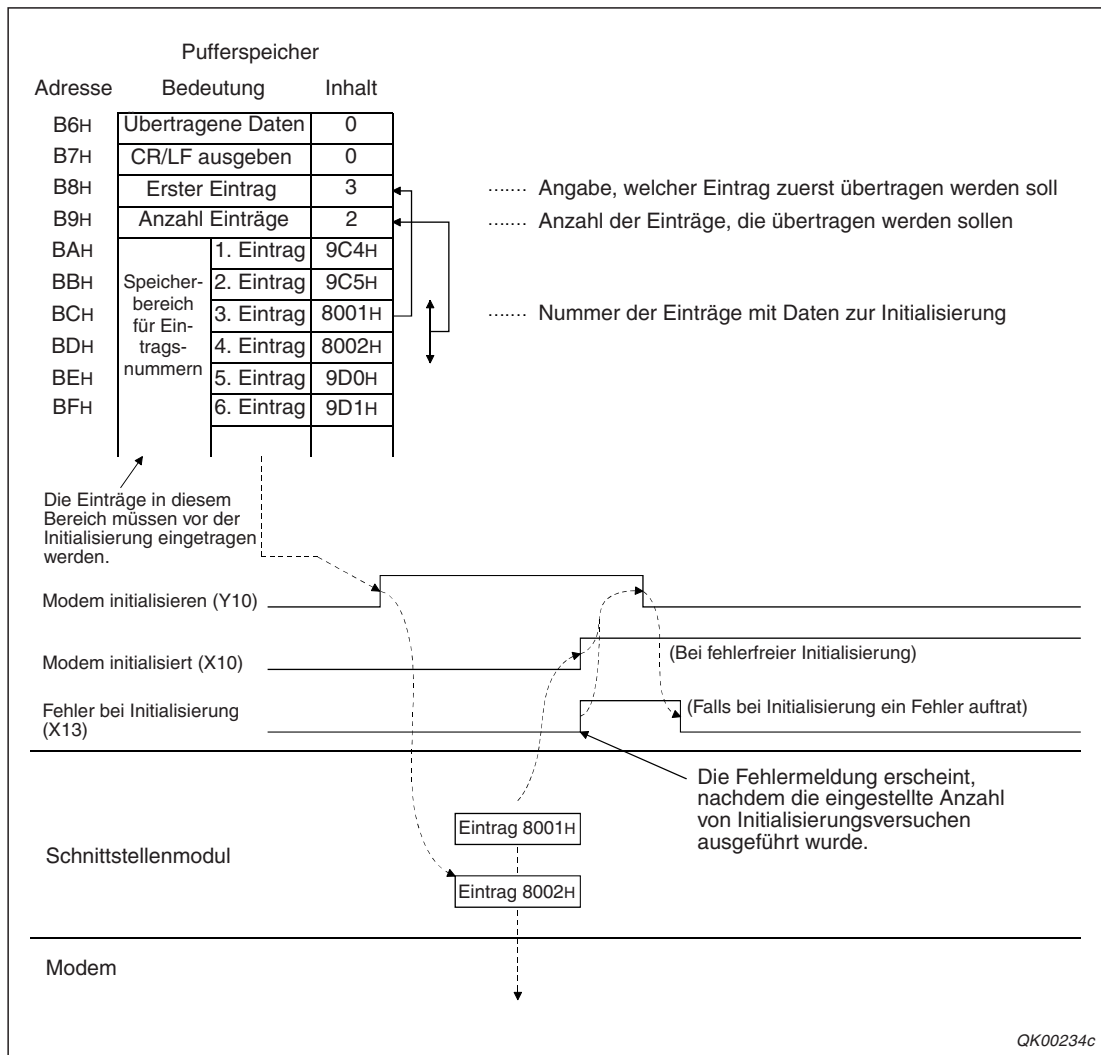 Pufferspeicher
Adresse Bedeutung Inhalt
B6H Übertragene Daten 0
B7H CR/LF ausgeben 0
B8H Erster Eintrag 3 ....... Angabe, welcher Eintrag zuerst übertragen werden soll
B9H Anzahl Einträge 2 ....... Anzahl der Einträge, die übertragen werden sollen
BAH 1. Eintrag 9C4H
BBH 2. Eintrag 9C5H
BCH 3. Eintrag 8001H ....... Nummer der Einträge mit Daten zur Initialisierung
BDH 4. Eintrag 8002H
BEH 5. Eintrag 9D0H
BFH 6. Eintrag 9D1H
Speicher-
bereich
für Ein-
trags-
nummern
Die Einträge in diesem
Bereich müssen vor der
Initialisierung eingetragen
werden.
Modem initialisieren (Y10)
Modem initialisiert (X10)
(Bei fehlerfreier Initialisierung)
Fehler bei Initialisierung
(X13)
(Falls bei Initialisierung ein Fehler auftrat)
Die Fehlermeldung erscheint,
nachdem die eingestellte Anzahl
von Initialisierungsversuchen
ausgeführt wurde.
Schnittstellenmodul
Eintrag 8001H
Eintrag 8002H
Modem
QK00234c